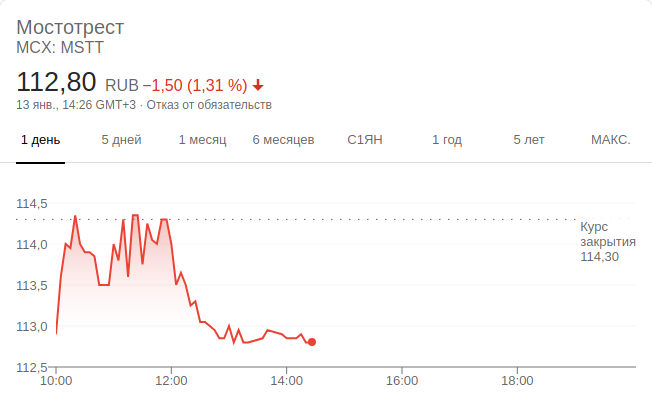 Мостотрест
MCX: MSTT
112,80 RUB −1,50 (1,31 %)
13 янв., 14:26 GMT+3 · Отказ от обязательств
1 день 5 дней 1 месяц 6 месяцев С1ЯН 1 год 5 лет МАКС.
114,5
Курс
закрытия
114,30
114,0
113,5
113,0
112,5
10:00 12:00 14:00 16:00 18:00